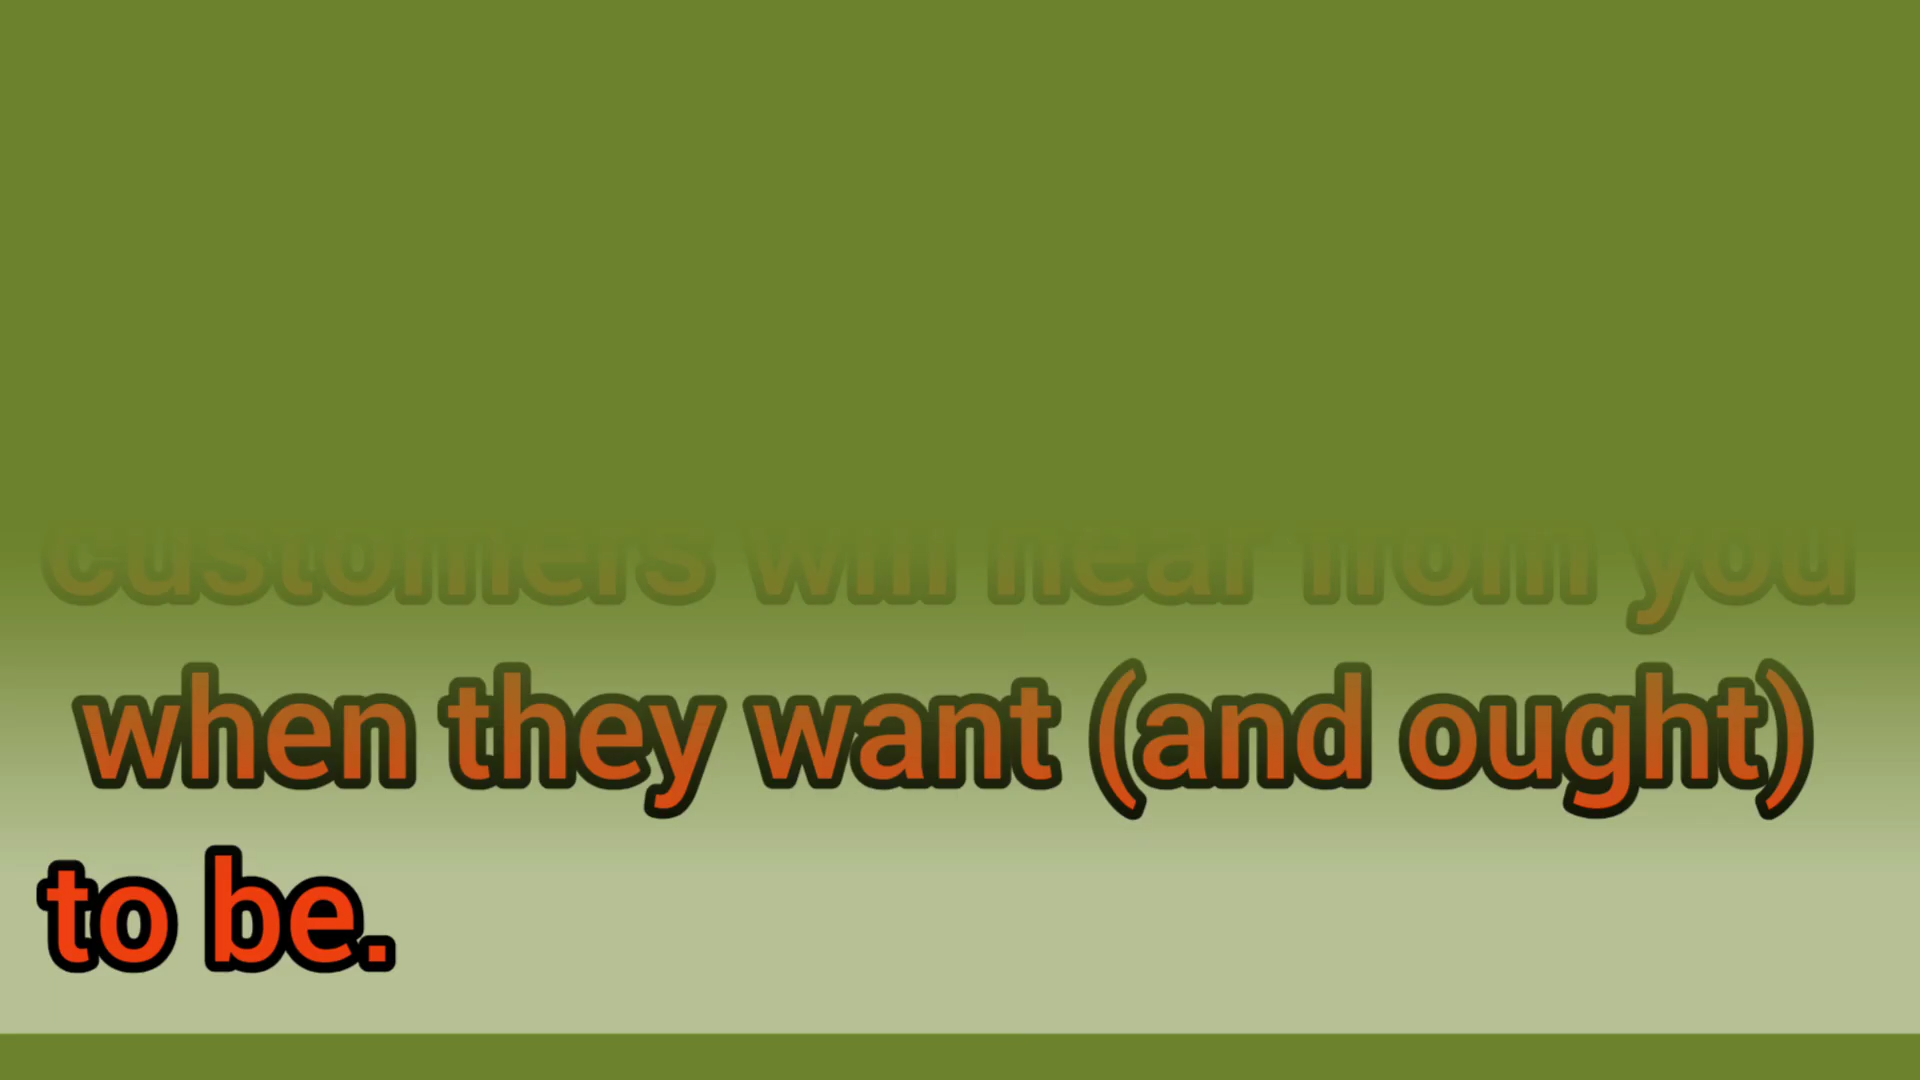 customers will hear from you
when they want (and ought)
to be.